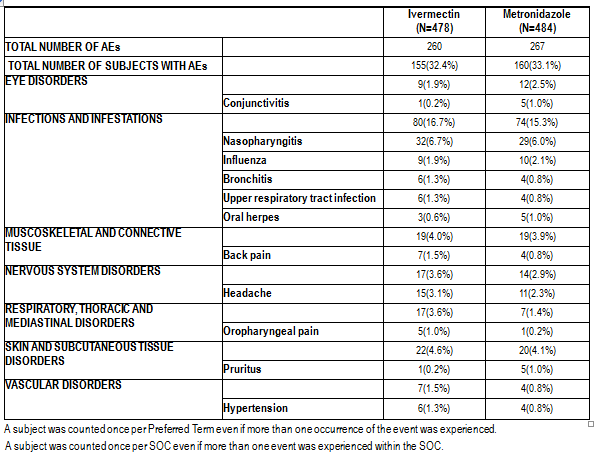 Ivermectin Metronidazole
(N=478) (N=484)
TOTAL NUMBER OF AEs 260 267
TOTAL NUMBER OF SUBJECTS WITH AEs 155(32.4%) 160(33.1%)
EYE DISORDERS 9(1.9%) 12(2.5%)
Conjunctivitis 1(0.2%) 5(1.0%)
INFECTIONS AND INFESTATIONS 80(16.7%) 74(15.3%)
Nasopharyngitis 32(6.7%) 29(6.0%)
Influenza 9(1.9%) 10(2.1%)
Bronchitis 6(1.3%) 4(0.8%)
Upper respiratory tract infection 6(1.3%) 4(0.8%)
Oral herpes 3(0.6%) 5(1.0%)
MUSCOSKELETAL AND CONNECTIVE 19(4.0%) 19(3.9%)
TISSUE
Back pain 7(1.5%) 4(0.8%)
NERVOUS SYSTEM DISORDERS 17(3.6%) 14(2.9%)
Headache 15(3.1%) 11(2.3%)
RESPIRATORY, THORACIC AND 17(3.6%) 7(1.4%)
MEDIASTINAL DISORDERS
Oropharyngeal pain 5(1.0%) 1(0.2%)
SKIN AND SUBCUTANEOUS TISSUE 22(4.6%) 20(4.1%)
DISORDERS
Pruritus 1(0.2%) 5(1.0%)
VASCULAR DISORDERS 7(1.5%) 4(0.8%)
Hypertension 6(1.3%) 4(0.8%)
A subject was counted once per Preferred Term even if more than one occurrence of the event was experienced.
A subject was counted once per SOC even if more than one event was experienced within the SOC.